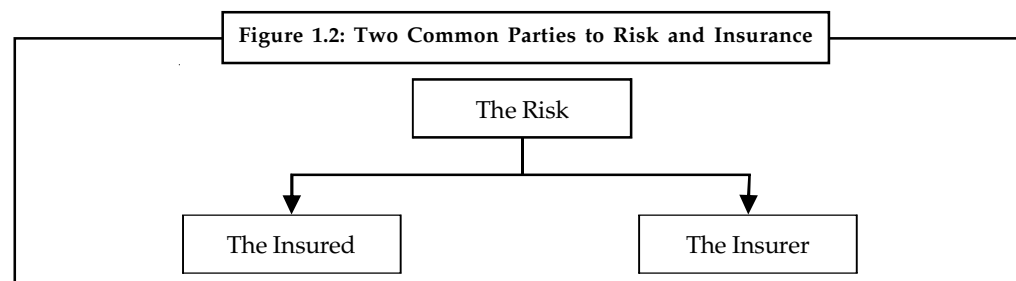 Figure 1.2: Two Common Parties to Risk and Insurance
The Risk
The Insured
The Insurer